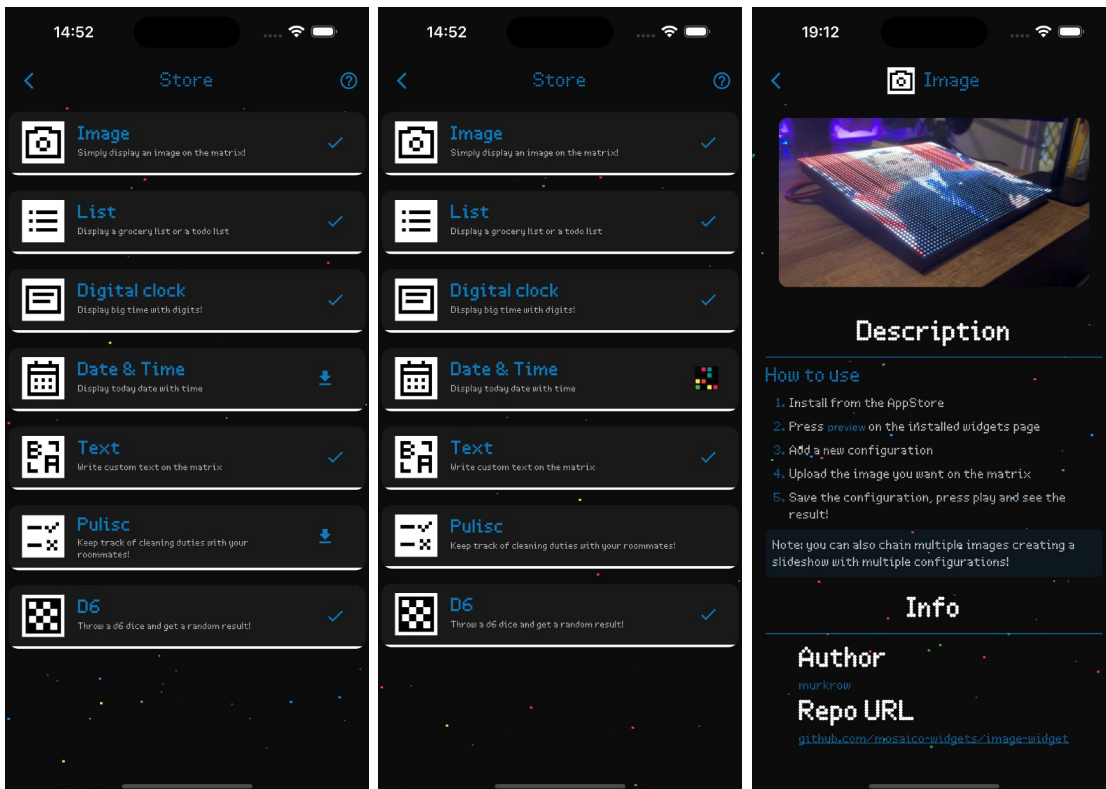 14:52
Store
Image
Simply display an image on the matrix!
List
Display a grocery list or a todo list
Digital clock
Display big time with digits!
Date & Time
Display today date with time
B
L A
Text
Write custom text on the matrix
Pulisc
Keep track of cleaning duties with your
roommates!
D6
Throw a d6 dice and get a random result!
14:52
Store
Image
Simply display an image on the matrix!
List
Display a grocery list or a todo list
Digital clock
Display big time with digits!
Date & Time
Display today date with time
B
L A
Text
Write custom text on the matrix
Pulisc
Keep track of cleaning duties with your roommates!
D6
Throw a d6 dice and get a random result!
19:12
Image
Description
How to use
1. Install from the AppStore
2. Press preview on the installed widgets page
3. Add a new configuration
4. Upload the image you want on the matrix
5. Save the configuration, press play and see the
result!
Note: you can also chain multiple images creating a
slideshow with multiple configurations!
Info
Author
murkrow
Repo URL
github.com/mosaico-widgets/image-widget